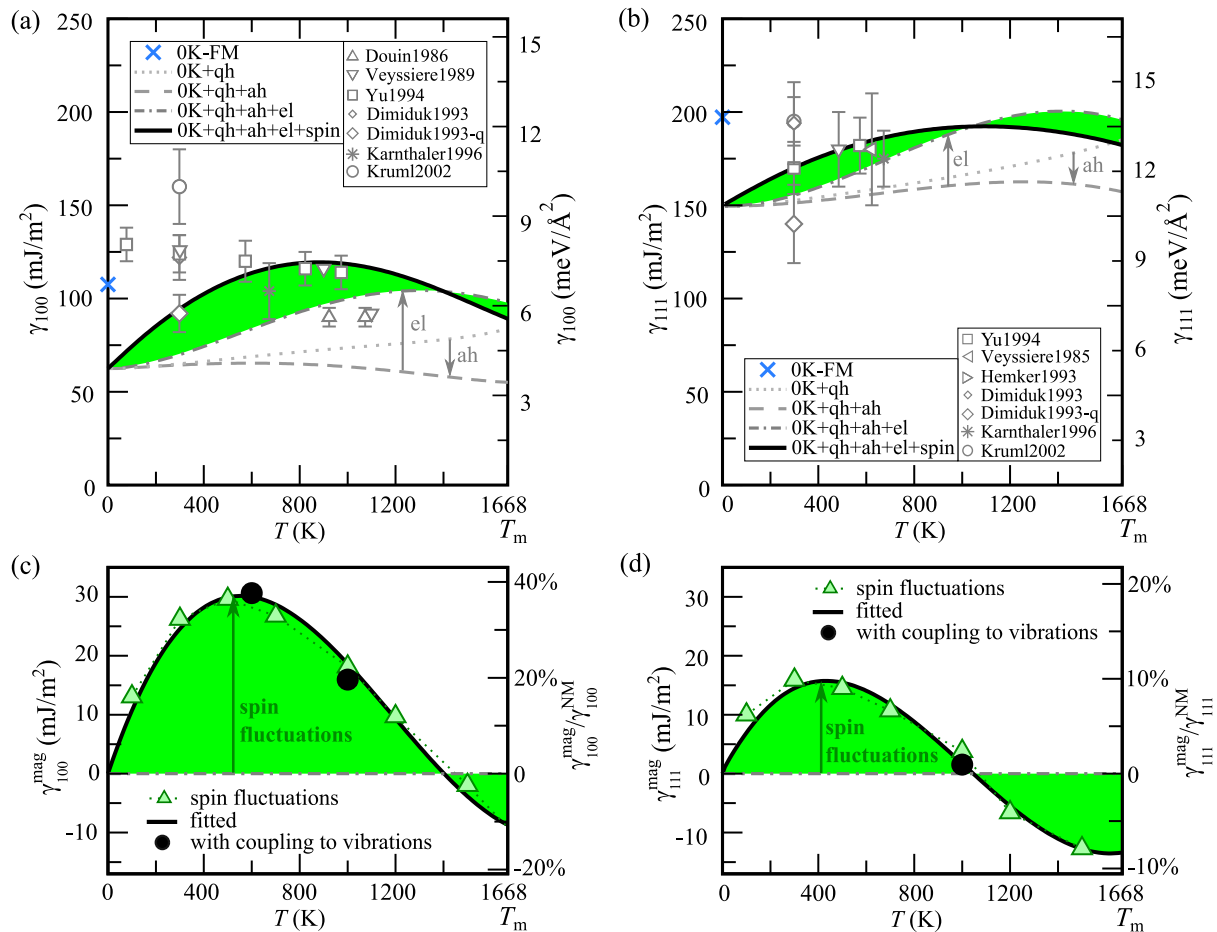 (a)
250
200
150
100
50
0
γ100 (mJ/m²)
0K-FM
0K+qh
0K+qh+ah
0K+qh+ah+el
0K+qh+ah+el+spin
Douin1986
Veyssiere1989
Yu1994
Dimiduk1993
Dimiduk1993-q
Karnthaler1996
Kruml2002
el
ah
15
12
9
6
3
γ100 (meV/Å²)
0
400
800
1200
1668
T (K)
Tm
(b)
250
200
150
100
50
0
γ111 (mJ/m²)
el
ah
0K-FM
0K+qh
0K+qh+ah
0K+qh+ah+el
0K+qh+ah+el+spin
Yu1994
Veyssiere1985
Hemker1993
Dimiduk1993
Dimiduk1993-q
Karnthaler1996
Kruml2002
15
12
9
6
3
γ111 (meV/Å²)
0
400
800
1200
1668
T (K)
Tm
(c)
30
20
10
0
-10
γ100mag (mJ/m²)
spin
fluctuations
spin fluctuations
fitted
with coupling to vibrations
40%
20%
0
-20%
γ100mag/γ100NM
0
400
800
1200
1668
T (K)
Tm
(d)
30
20
10
0
-10
γ111mag (mJ/m²)
spin fluctuations
fitted
with coupling to vibrations
spin
fluctuations
20%
10%
0
-10%
γ111mag/γ111NM
0
400
800
1200
1668
T (K)
Tm